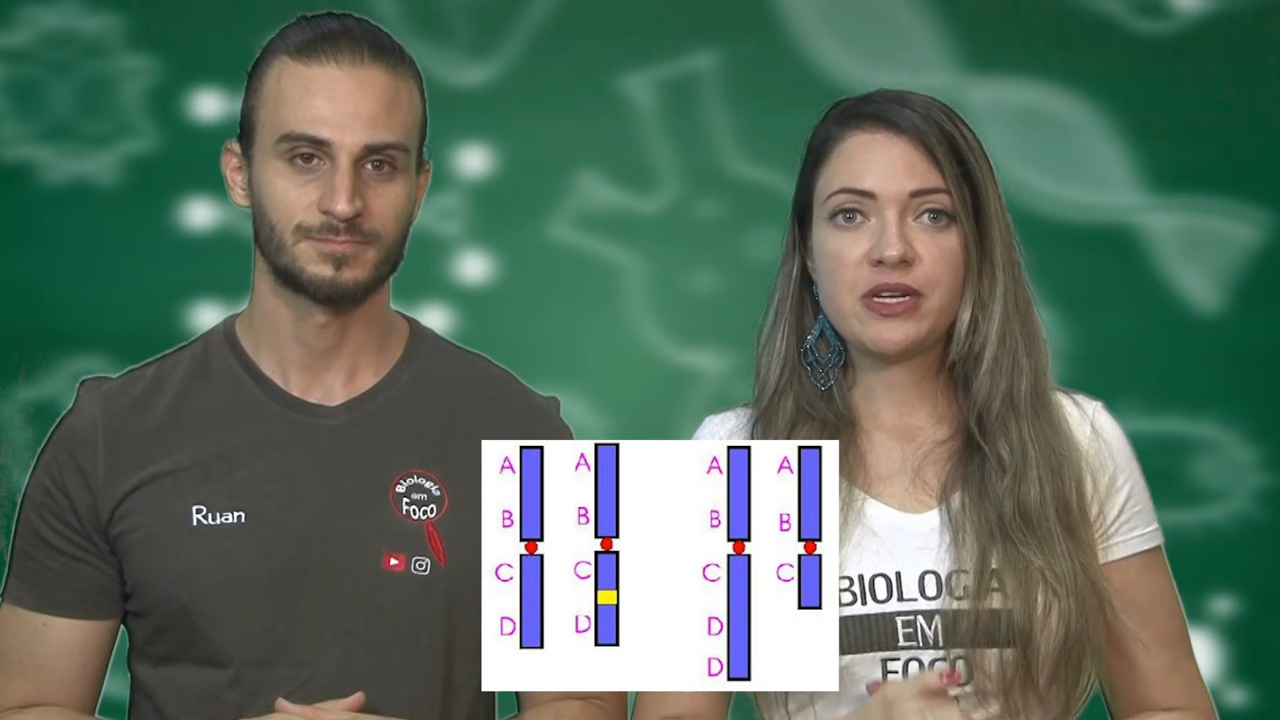 Ruan
Biologia
em
Foco
A A A A
B B B B
C C C C
D D D
D
BIOLOGIA
EM
FOCO